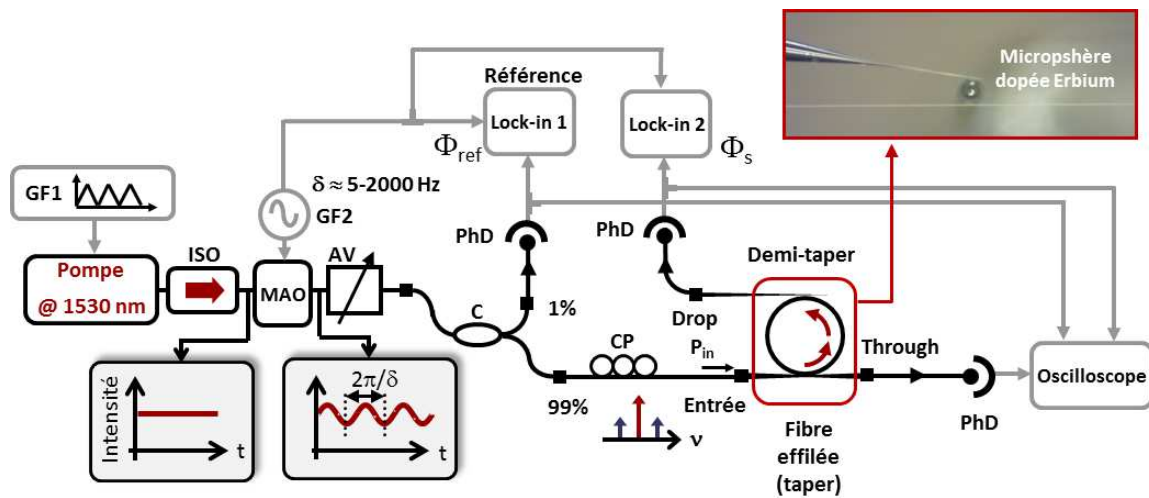 Référence
Lock-in 1
Lock-in 2
Φref
Φs
Micropshère
dopée Erbium
GF1
δ ≈ 5-2000 Hz
GF2
PhD
PhD
Demi-taper
Pompe
@ 1530 nm
ISO
MAO
AV
C
1%
Drop
CP
Pin
Through
Oscilloscope
99%
Entrée
PhD
ν
Fibre
effilée
(taper)
Intensité
t
2π/δ
t